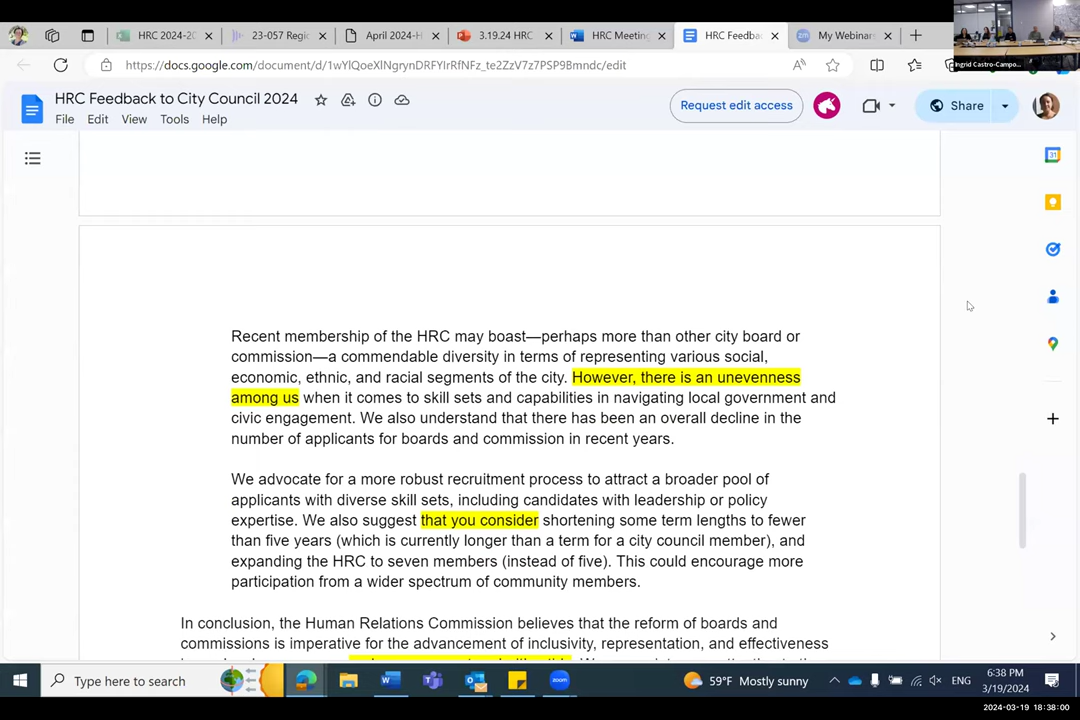 HRC 2024-20
23-057 Regio
April 2024-H
3.19.24 HRC
HRC Meeting
HRC Feedba
My Webinars
Ingrid Castro-Campo...
https://docs.google.com/document/d/1wYlQoeXlNgrynDRFYIrRfNFz_te2ZzV7z7PSP9Bmndc/edit
HRC Feedback to City Council 2024
File Edit View Tools Help
Request edit access
Share
31
Recent membership of the HRC may boast—perhaps more than other city board or
commission—a commendable diversity in terms of representing various social,
economic, ethnic, and racial segments of the city. However, there is an unevenness
among us when it comes to skill sets and capabilities in navigating local government and
civic engagement. We also understand that there has been an overall decline in the
number of applicants for boards and commission in recent years.
We advocate for a more robust recruitment process to attract a broader pool of
applicants with diverse skill sets, including candidates with leadership or policy
expertise. We also suggest that you consider shortening some term lengths to fewer
than five years (which is currently longer than a term for a city council member), and
expanding the HRC to seven members (instead of five). This could encourage more
participation from a wider spectrum of community members.
In conclusion, the Human Relations Commission believes that the reform of boards and
commissions is imperative for the advancement of inclusivity, representation, and effectiveness
Type here to search
zoom
59°F Mostly sunny
ENG
6:38 PM
3/19/2024
2024-03-19 18:38:00